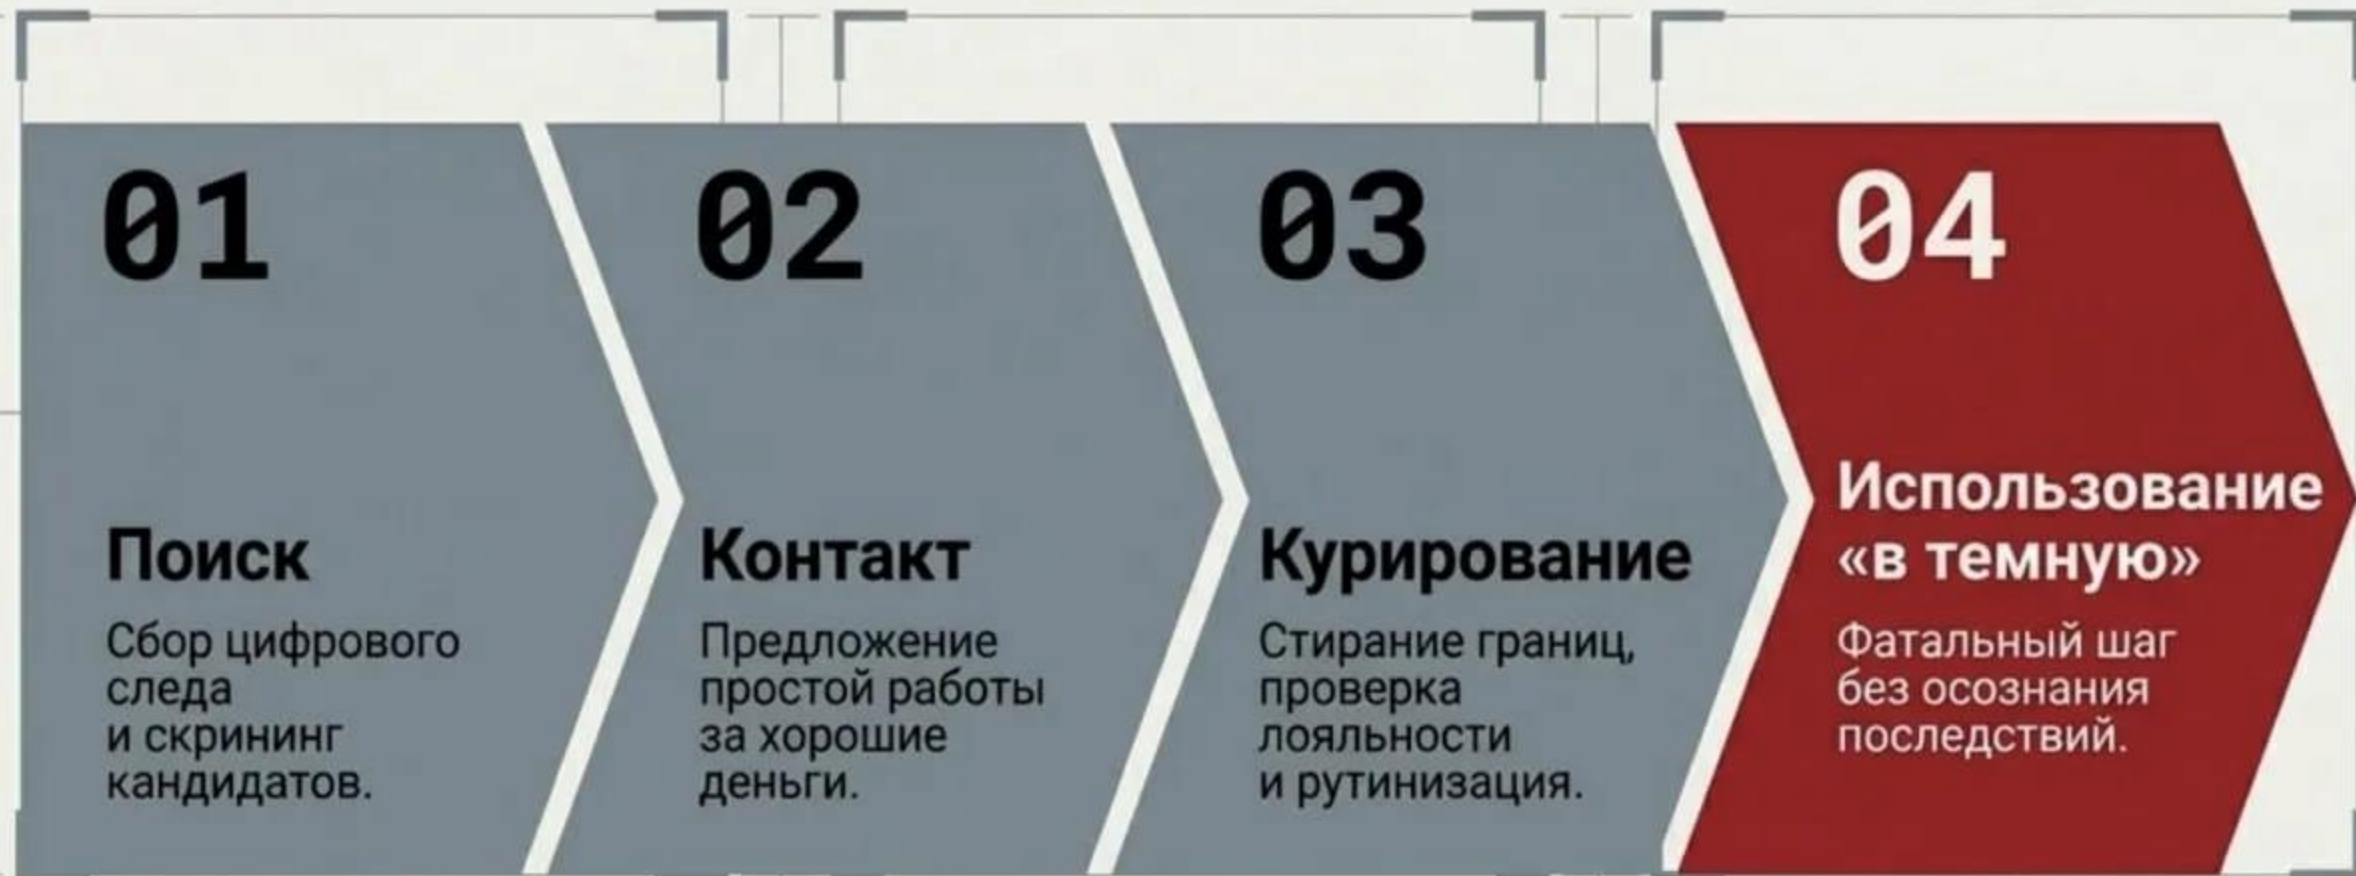 01
Поиск
Сбор цифрового
следа
и скрининг
кандидатов.
02
Контакт
Предложение
простой работы
за хорошие
деньги.
03
Курирование
Стирание границ,
проверка
лояльности
и рутинизация.
04
Использование
«в темную»
Фатальный шаг
без осознания
последствий.